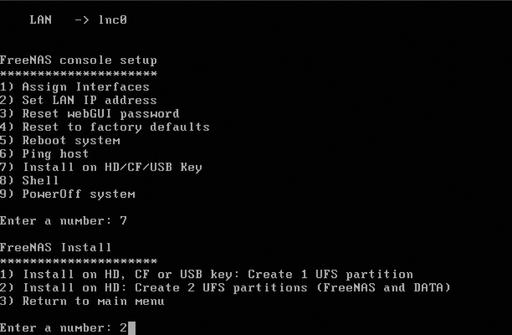 LAN -> lnc0
FreeNAS console setup
**********************
1) Assign Interfaces
2) Set LAN IP address
3) Reset webGUI password
4) Reset to factory defaults
5) Reboot system
6) Ping host
7) Install on HD/CF/USB Key
8) Shell
9) PowerOff system
Enter a number: 7
FreeNAS Install
**********************
1) Install on HD, CF or USB key: Create 1 UFS partition
2) Install on HD: Create 2 UFS partitions (FreeNAS and DATA)
3) Return to main menu
Enter a number: 2